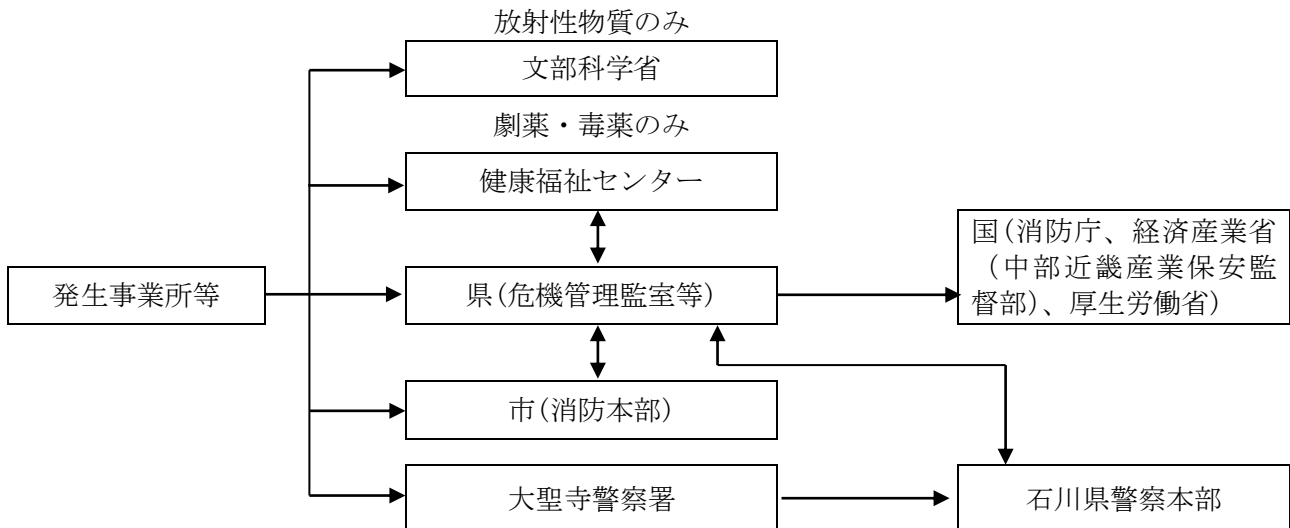 放射性物質のみ
文部科学省
劇薬・毒薬のみ
健康福祉センター
国(消防庁、経済産業省
(中部近畿産業保安監
督部)、厚生労働省)
発生事業所等
県(危機管理監室等)
市(消防本部)
大聖寺警察署
石川県警察本部